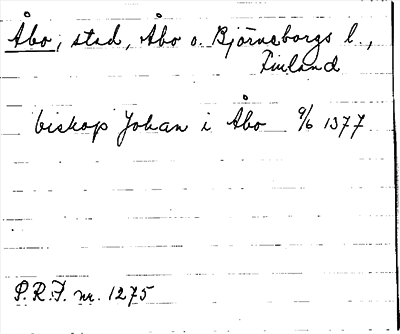 Åbo, stad, Åbo o. Björneborgs l.,
Finland
biskop Johan i Åbo 9/6 1377
P.R.F. nr. 1275